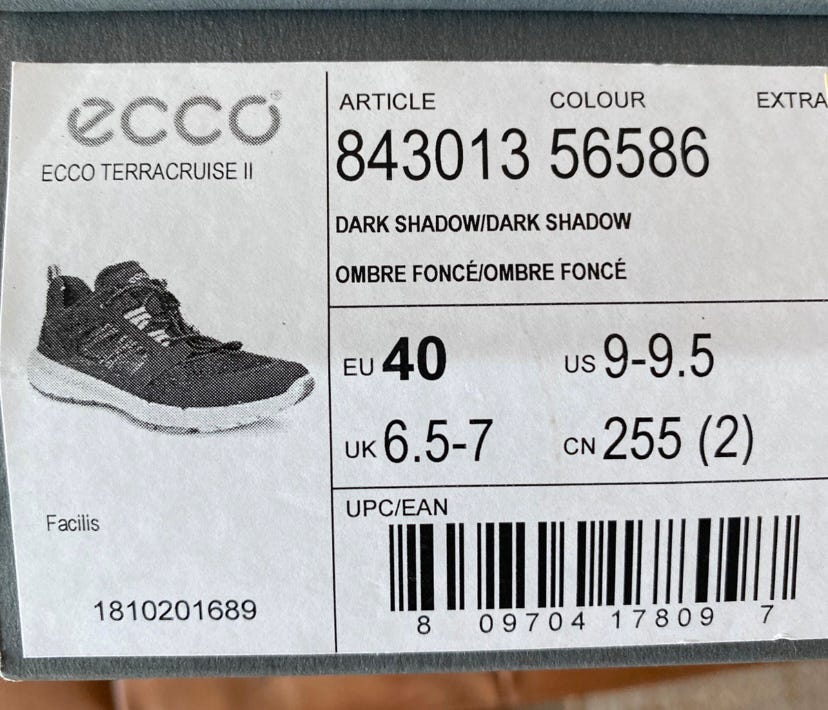 ecco®
ECCO TERRACRUISE II
Facilis
1810201689
ARTICLE COLOUR EXTRA
843013 56586
DARK SHADOW/DARK SHADOW
OMBRE FONCÉ/OMBRE FONCÉ
EU 40 US 9-9.5
UK 6.5-7 CN 255 (2)
UPC/EAN
8 09704 17809 7